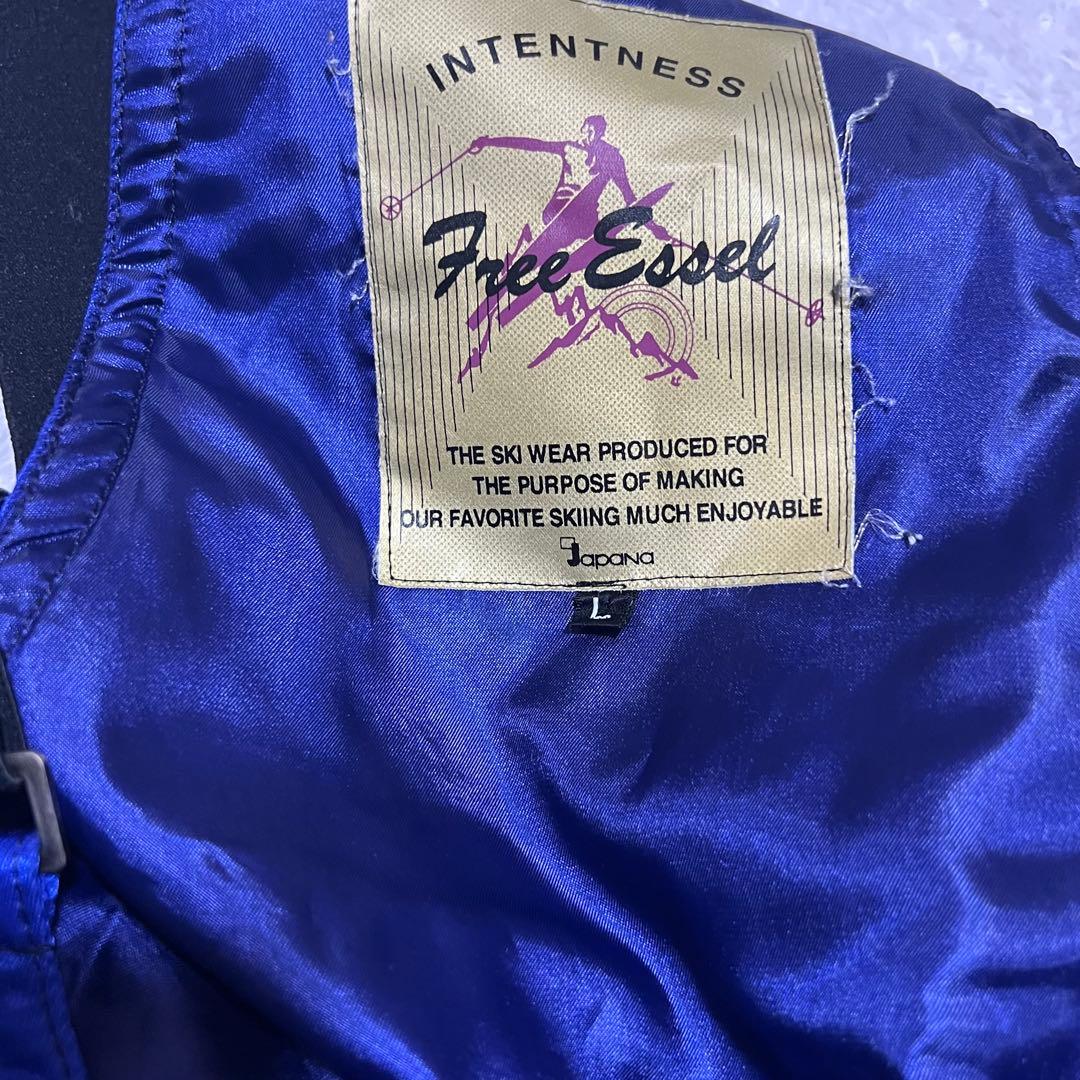 INTENTNESS
Free Essel
THE SKI WEAR PRODUCED FOR
THE PURPOSE OF MAKING
OUR FAVORITE SKIING MUCH ENJOYABLE
Japana
L